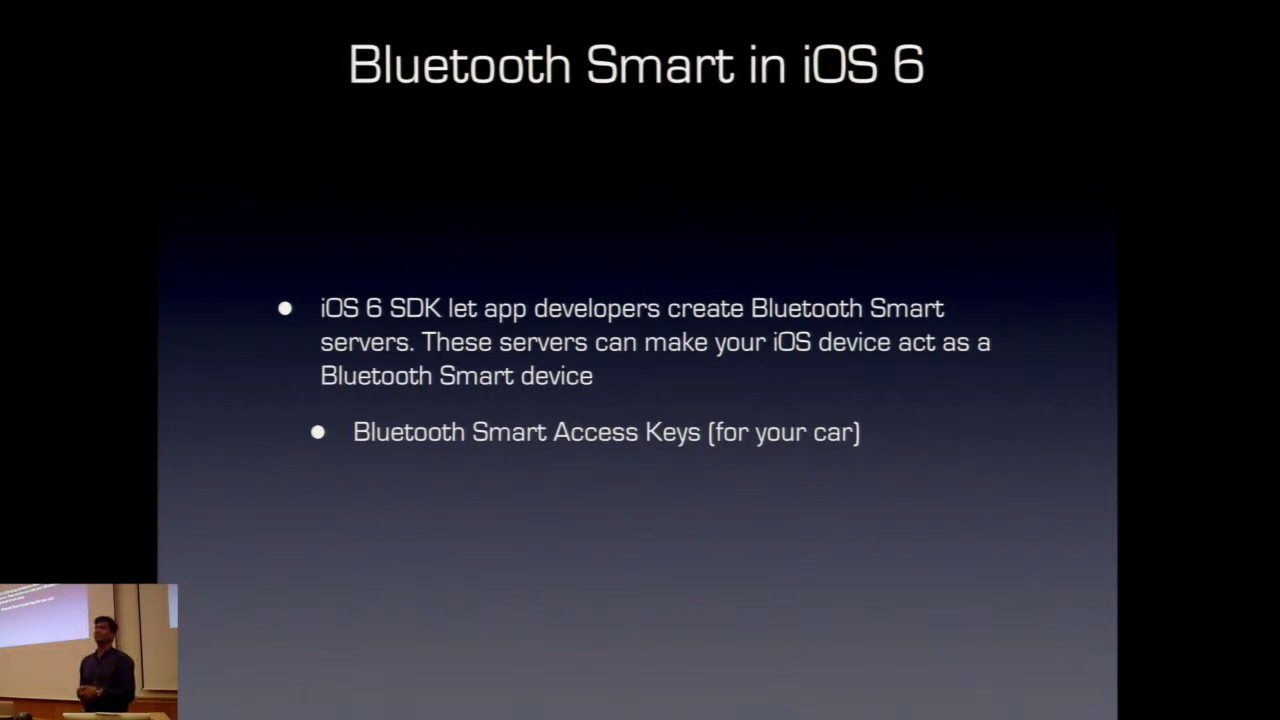 Bluetooth Smart in iOS 6
● iOS 6 SDK let app developers create Bluetooth Smart
servers. These servers can make your iOS device act as a
Bluetooth Smart device
● Bluetooth Smart Access Keys (for your car)